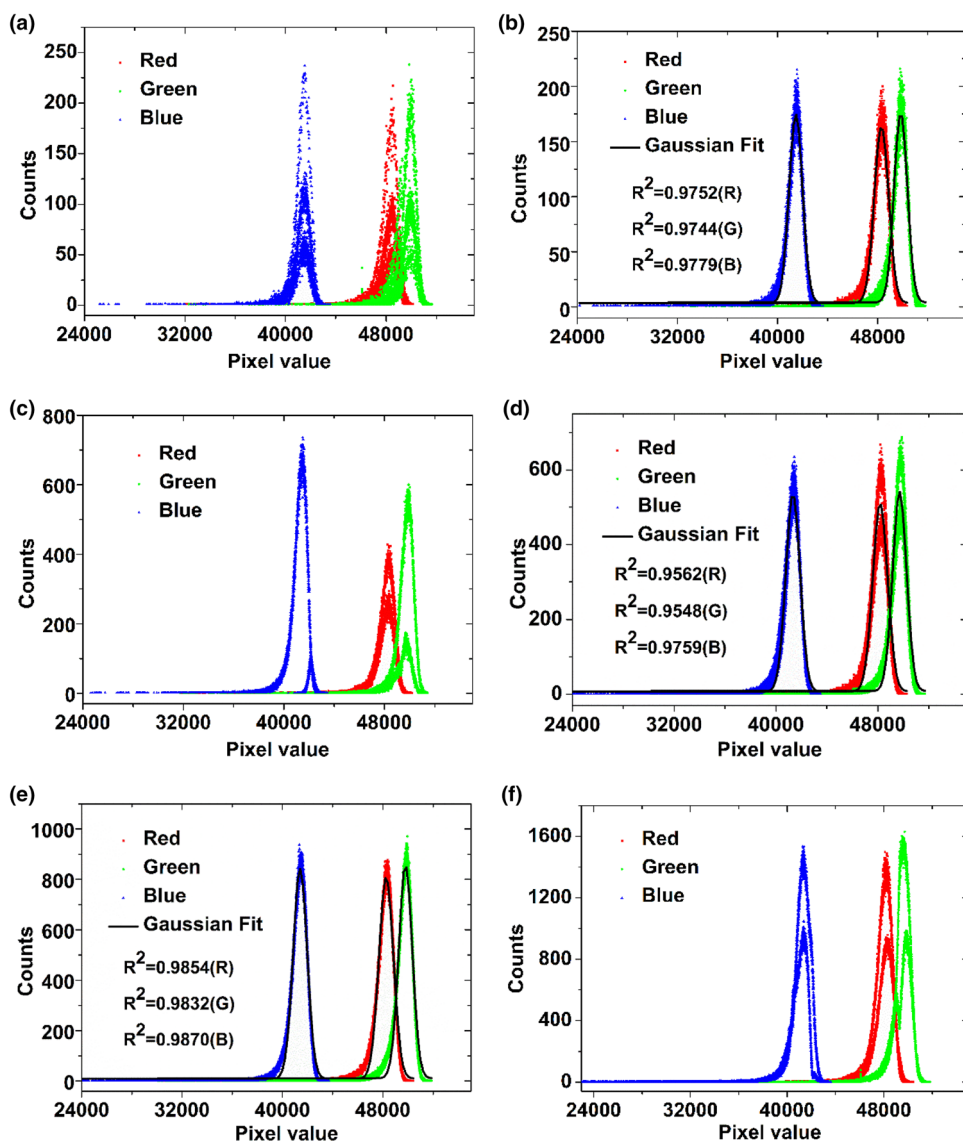 (a)
250
200
150
100
50
0
Counts
Red
Green
Blue
24000 32000 40000 48000
Pixel value
(b)
250
200
150
100
50
0
Counts
Red
Green
Blue
Gaussian Fit
R²=0.9752(R)
R²=0.9744(G)
R²=0.9779(B)
24000 32000 40000 48000
Pixel value
(c)
800
600
400
200
0
Counts
Red
Green
Blue
24000 32000 40000 48000
Pixel value
(d)
600
400
200
0
Counts
Red
Green
Blue
Gaussian Fit
R²=0.9562(R)
R²=0.9548(G)
R²=0.9759(B)
24000 32000 40000 48000
Pixel value
(e)
1000
800
600
400
200
0
Counts
Red
Green
Blue
Gaussian Fit
R²=0.9854(R)
R²=0.9832(G)
R²=0.9870(B)
24000 32000 40000 48000
Pixel value
(f)
1600
1200
800
400
0
Counts
Red
Green
Blue
24000 32000 40000 48000
Pixel value